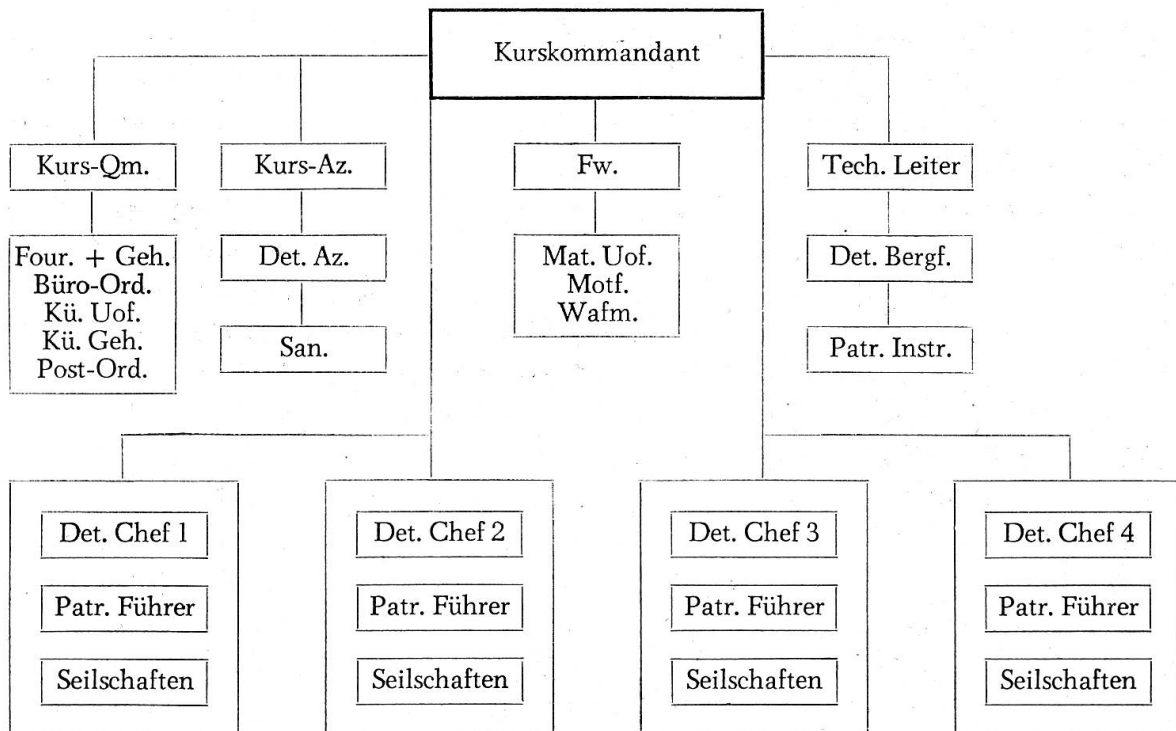 Kurskommandant
Kurs-Qm.
Kurs-Az.
Fw.
Tech. Leiter
Four. + Geh.
Büro-Ord.
Kü. Uof.
Kü. Geh.
Post-Ord.
Det. Az.
Mat. Uof.
Motf.
Wafm.
Det. Bergf.
San.
Patr. Instr.
Det. Chef 1
Det. Chef 2
Det. Chef 3
Det. Chef 4
Patr. Führer
Patr. Führer
Patr. Führer
Patr. Führer
Seilschaften
Seilschaften
Seilschaften
Seilschaften